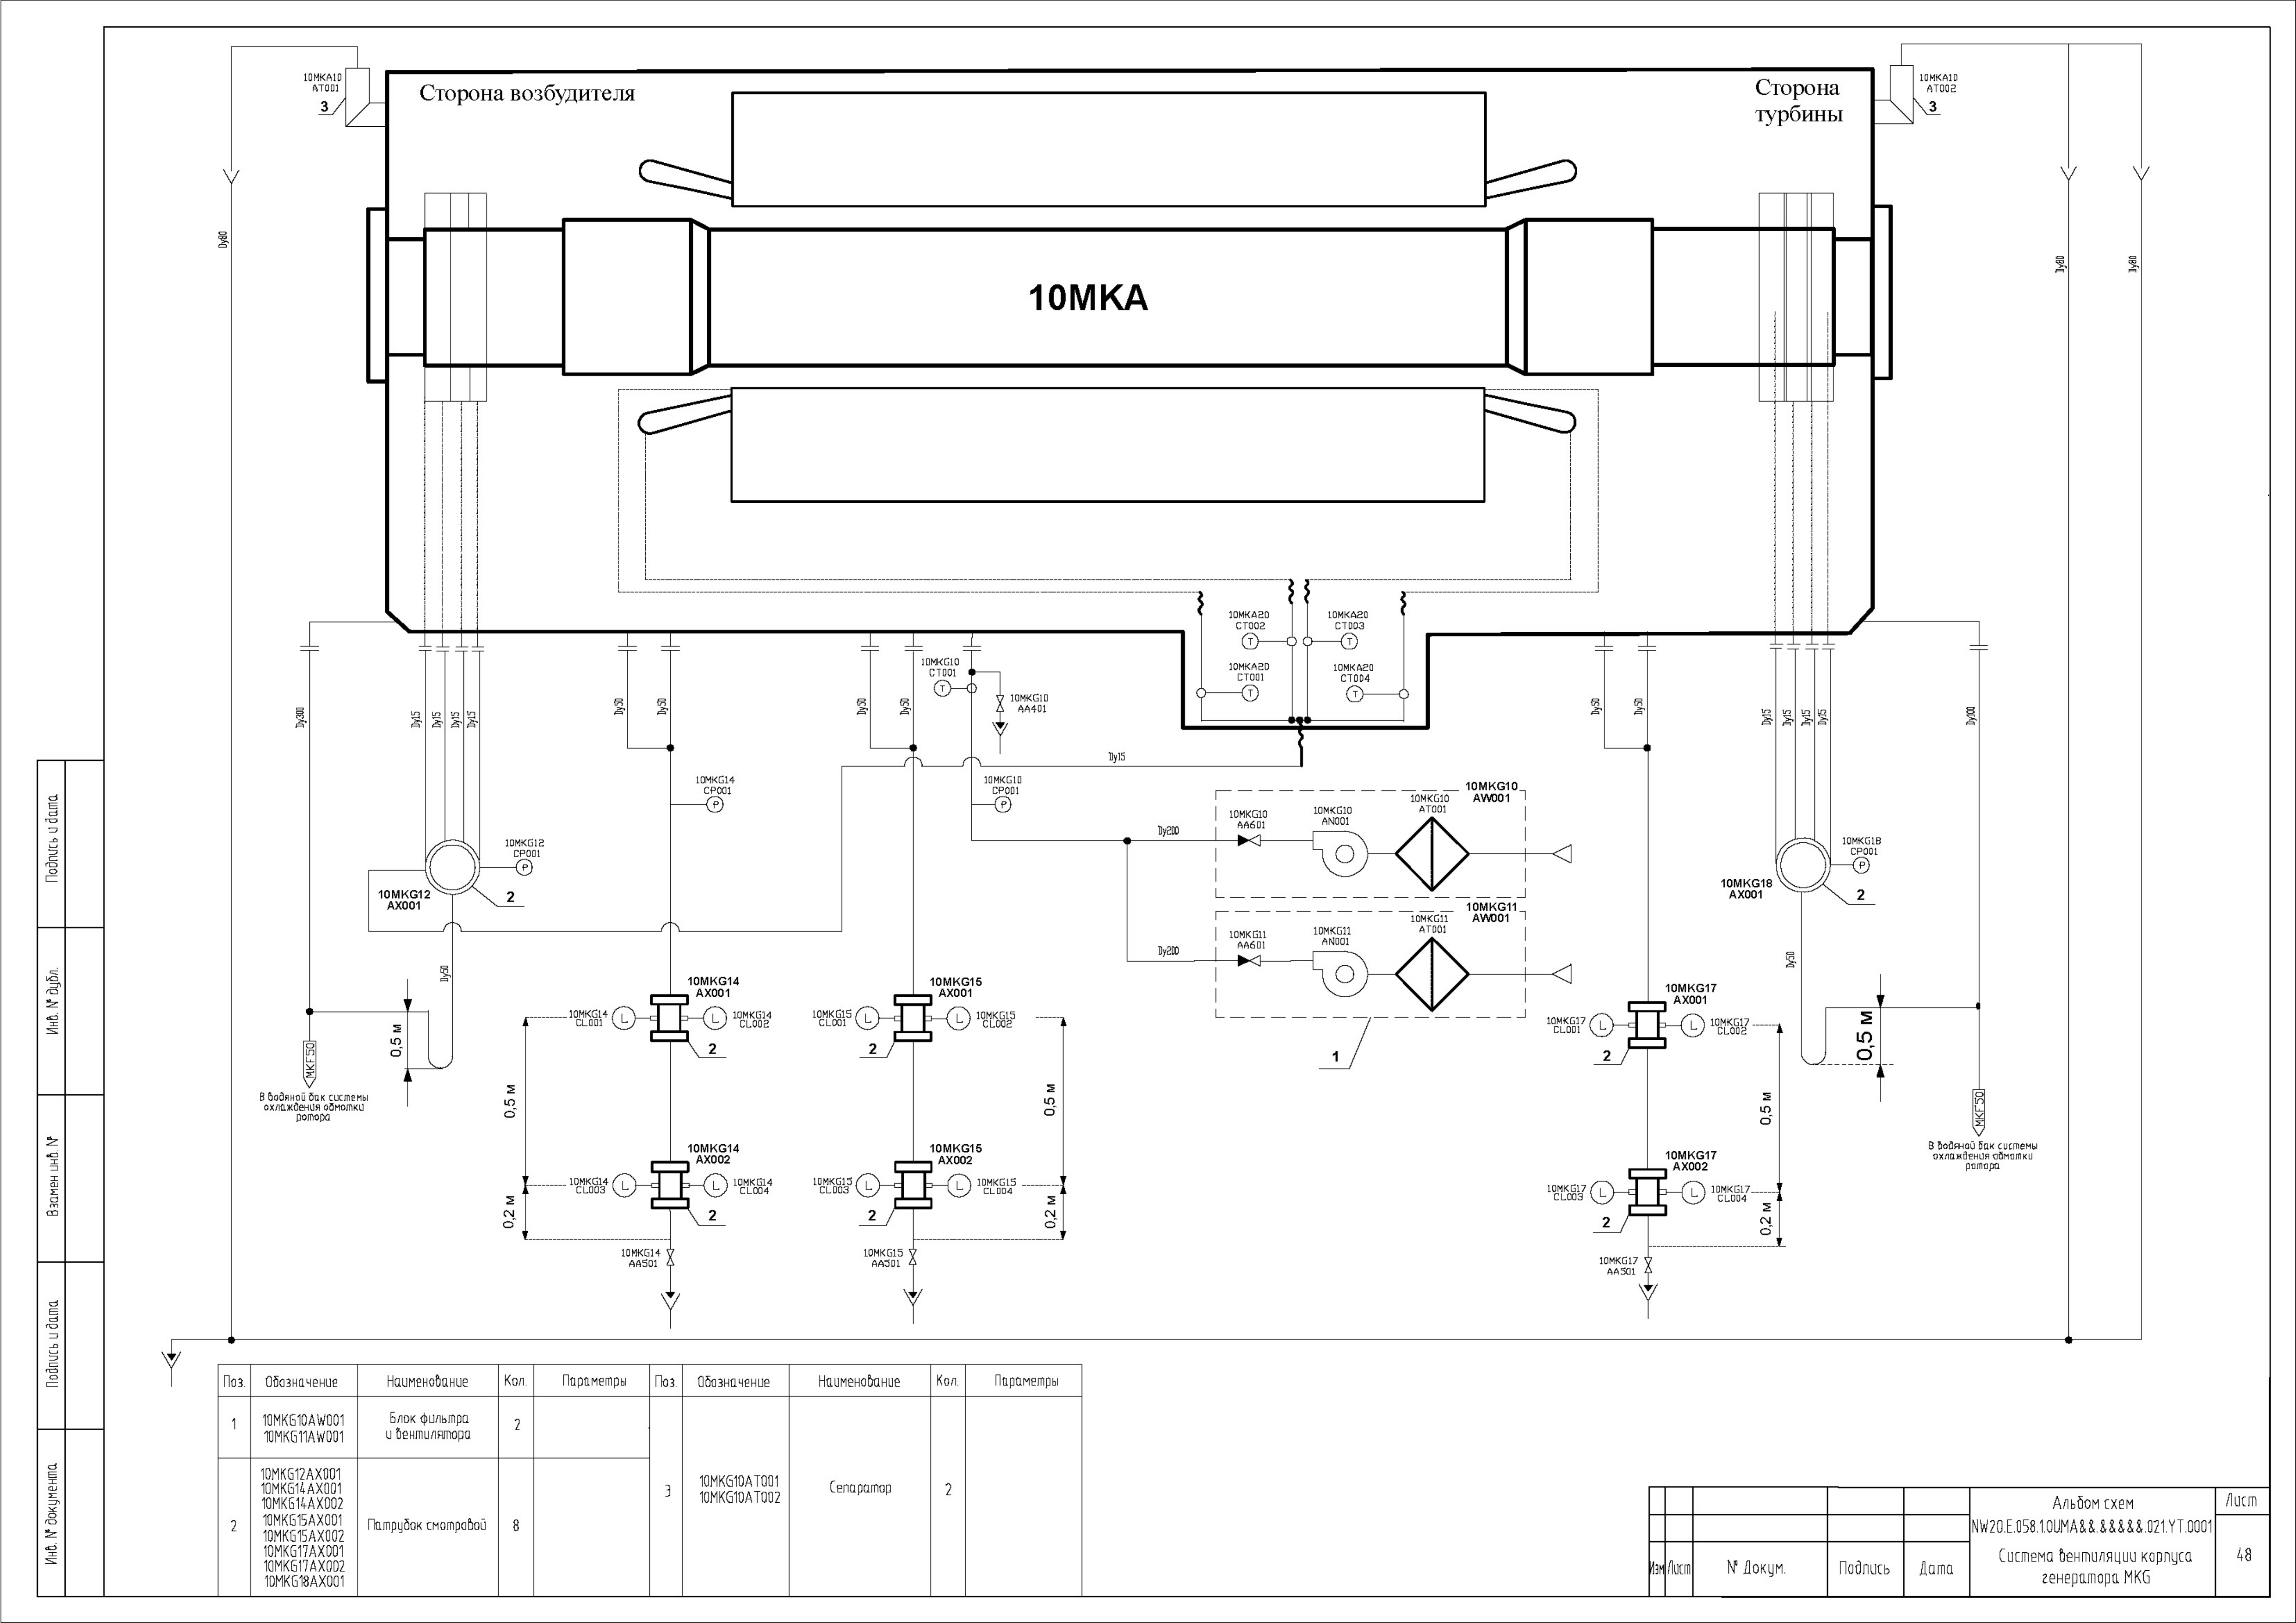 10MKA10
AT001
3
Сторона возбудителя
Сторона
турбины
10MKA10
AT002
3
Dy80
Dy80
Dy80
10MKA
10MKA20
CT002
10MKA20
CT003
10MKA20
CT001
10MKA20
CT004
T
T
T
T
10MKG10
CT001
T
10MKG10
AA401
Dy300
Dy15
Dy15
Dy15
Dy15
Dy50
Dy50
Dy50
Dy50
Dy50
Dy50
Dy15
Dy15
Dy15
Dy15
Dy100
Dy15
10MKG14
CP001
P
10MKG10
CP001
P
10MKG12
CP001
P
10MKG12
AX001
2
Dy50
Dy200
10MKG10
AA601
10MKG10
AN001
10MKG10
AT001
10MKG10
AW001
Dy200
10MKG11
AA601
10MKG11
AN001
10MKG11
AT001
10MKG11
AW001
1
10MKG18
CP001
P
10MKG18
AX001
2
Dy50
0,5 м
0,5 м
MKF50
В водяной бак системы
охлаждения обмотки
ротора
10MKG14
AX001
10MKG14
CL001
L
L
10MKG14
CL002
2
10MKG15
AX001
10MKG15
CL001
L
L
10MKG15
CL002
2
10MKG17
AX001
10MKG17
CL001
L
L
10MKG17
CL002
2
0,5 м
0,5 м
0,5 м
MKF50
В водяной бак системы
охлаждения обмотки
ротора
10MKG14
AX002
10MKG14
CL003
L
L
10MKG14
CL004
2
10MKG15
AX002
10MKG15
CL003
L
L
10MKG15
CL004
2
10MKG17
AX002
10MKG17
CL003
L
L
10MKG17
CL004
2
0,2 м
0,2 м
0,2 м
10MKG14
AA501
10MKG15
AA501
10MKG17
AA501
Подпись и дата
Инв. № дубл.
Взамен инв. №
Подпись и дата
Инв. № документа
Поз. Обозначение Наименование Кол. Параметры Поз. Обозначение Наименование Кол. Параметры
1
10MKG10AW001
10MKG11AW001
Блок фильтра
и вентилятора
2
2
10MKG12AX001
10MKG14AX001
10MKG14AX002
10MKG15AX001
10MKG15AX002
10MKG17AX001
10MKG17AX002
10MKG18AX001
Патрубок смотровой
8
3
10MKG10AT001
10MKG10AT002
Сепаратор
2
Изм Лист № Докум. Подпись Дата
Альбом схем
NW20.E.058.1.0UMA&&.&&&&&.021.YT.0001
Система вентиляции корпуса
генератора MKG
Лист
48